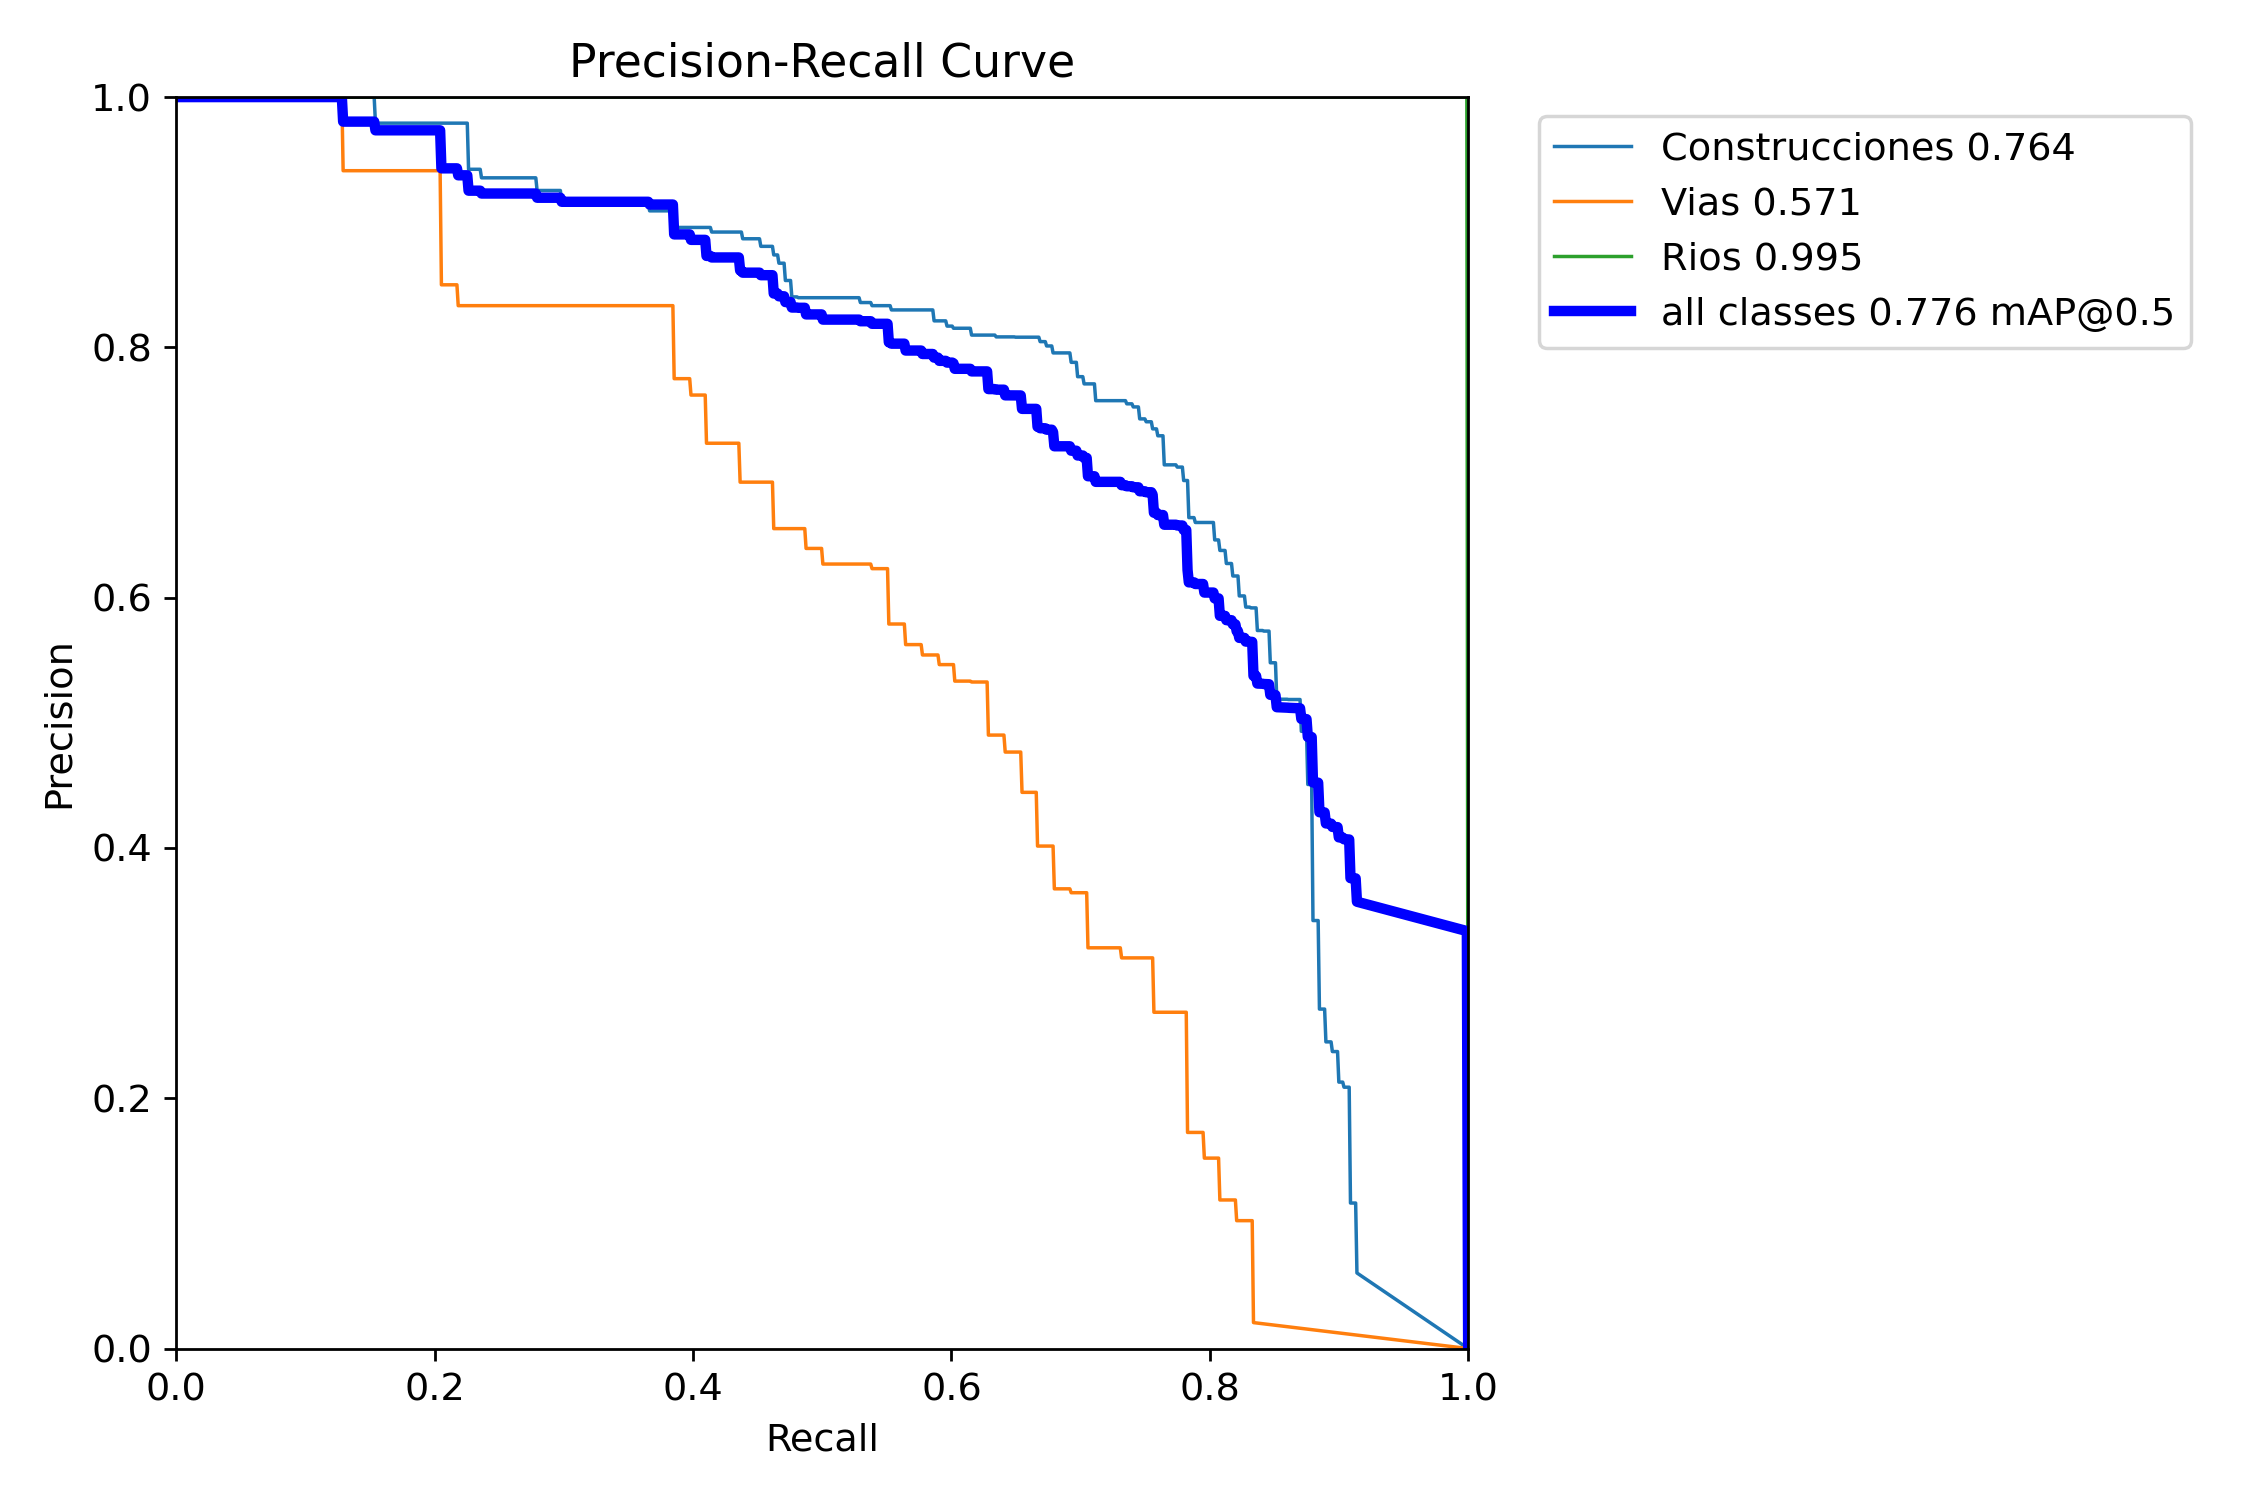 Precision-Recall Curve
1.0
0.8
0.6
0.4
0.2
0.0
Precision
0.0 0.2 0.4 0.6 0.8 1.0
Recall
Construcciones 0.764
Vias 0.571
Rios 0.995
all classes 0.776 mAP@0.5